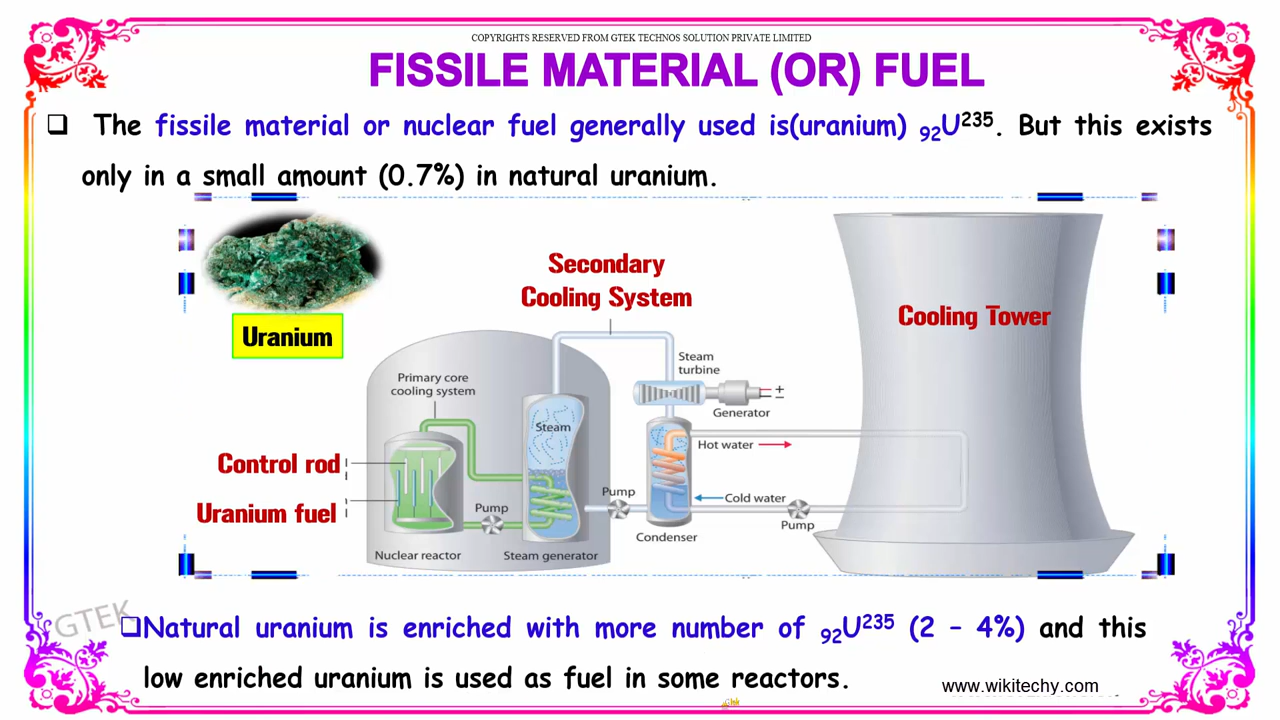 COPYRIGHTS RESERVED FROM GTEK TECHNOS SOLUTION PRIVATE LIMITED
FISSILE MATERIAL (OR) FUEL
❑ The fissile material or nuclear fuel generally used is(uranium) ₉₂U²³⁵. But this exists
only in a small amount (0.7%) in natural uranium.
Uranium
Secondary
Cooling System
Cooling Tower
Steam
turbine
Primary core
cooling system
+
−
Generator
Steam
Hot water
Control rod
Uranium fuel
Pump
Pump
Cold water
Pump
Condenser
Nuclear reactor
Steam generator
GTEK
❑Natural uranium is enriched with more number of ₉₂U²³⁵ (2 – 4%) and this
low enriched uranium is used as fuel in some reactors.
www.wikitechy.com